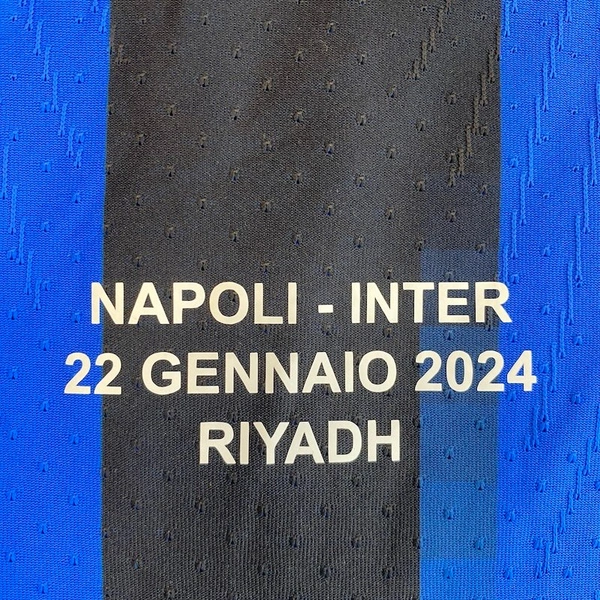 NAPOLI - INTER
22 GENNAIO 2024
RIYADH